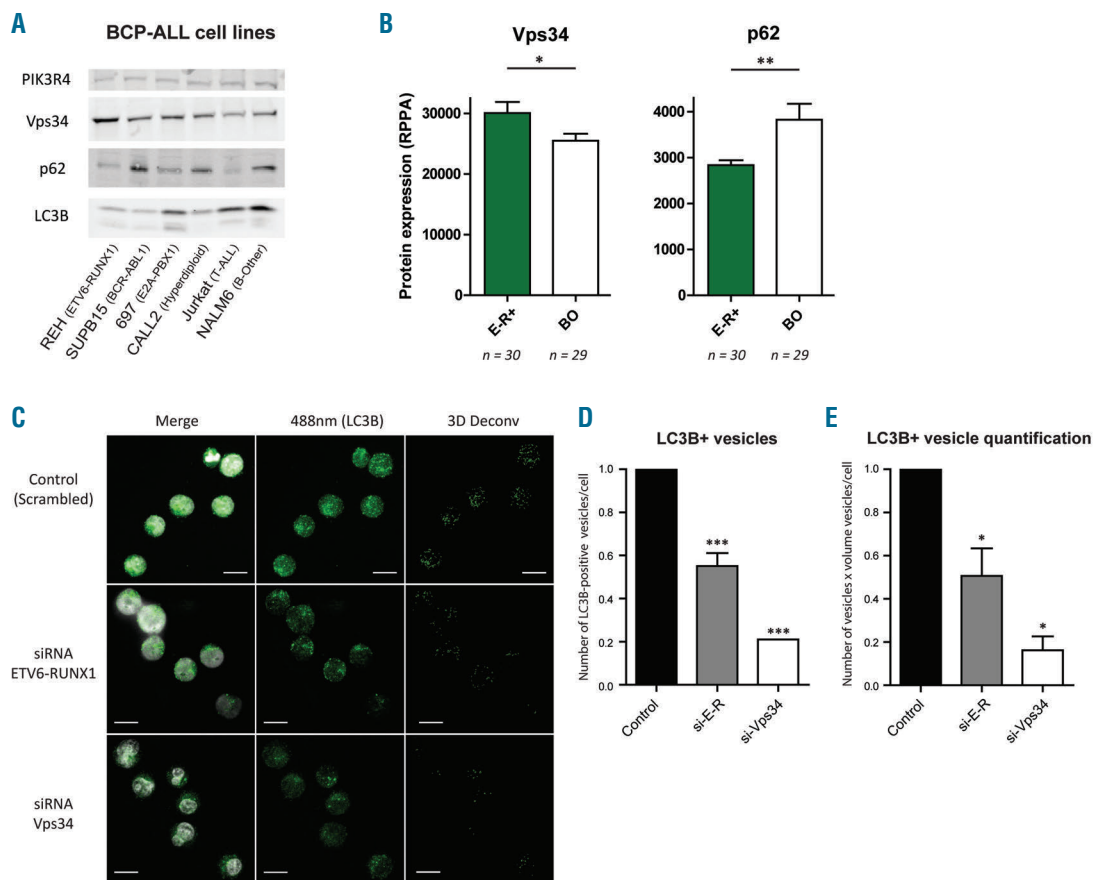 A
BCP-ALL cell lines
PIK3R4
Vps34
p62
LC3B
REH (ETV6-RUNX1)
SUPB15 (BCR-ABL1)
697 (E2A-PBX1)
CALL2 (Hyperdiploid)
Jurkat (T-ALL)
NALM6 (B-Other)
B
Vps34
*
Protein expression (RPPA)
30000
20000
10000
0
E-R+
BO
n = 30
n = 29
p62
**
4000
3000
2000
1000
0
E-R+
BO
n = 30
n = 29
C
Merge
488nm (LC3B)
3D Deconv
Control
(Scrambled)
siRNA
ETV6-RUNX1
siRNA
Vps34
D
LC3B+ vesicles
Number of LC3B-positive vesicles/cell
1.0
0.8
0.6
0.4
0.2
0.0
***
***
Control
si-E-R
si-Vps34
E
LC3B+ vesicle quantification
Number of vesicles x volume vesicles/cell
1.0
0.8
0.6
0.4
0.2
0.0
*
*
Control
si-E-R
si-Vps34